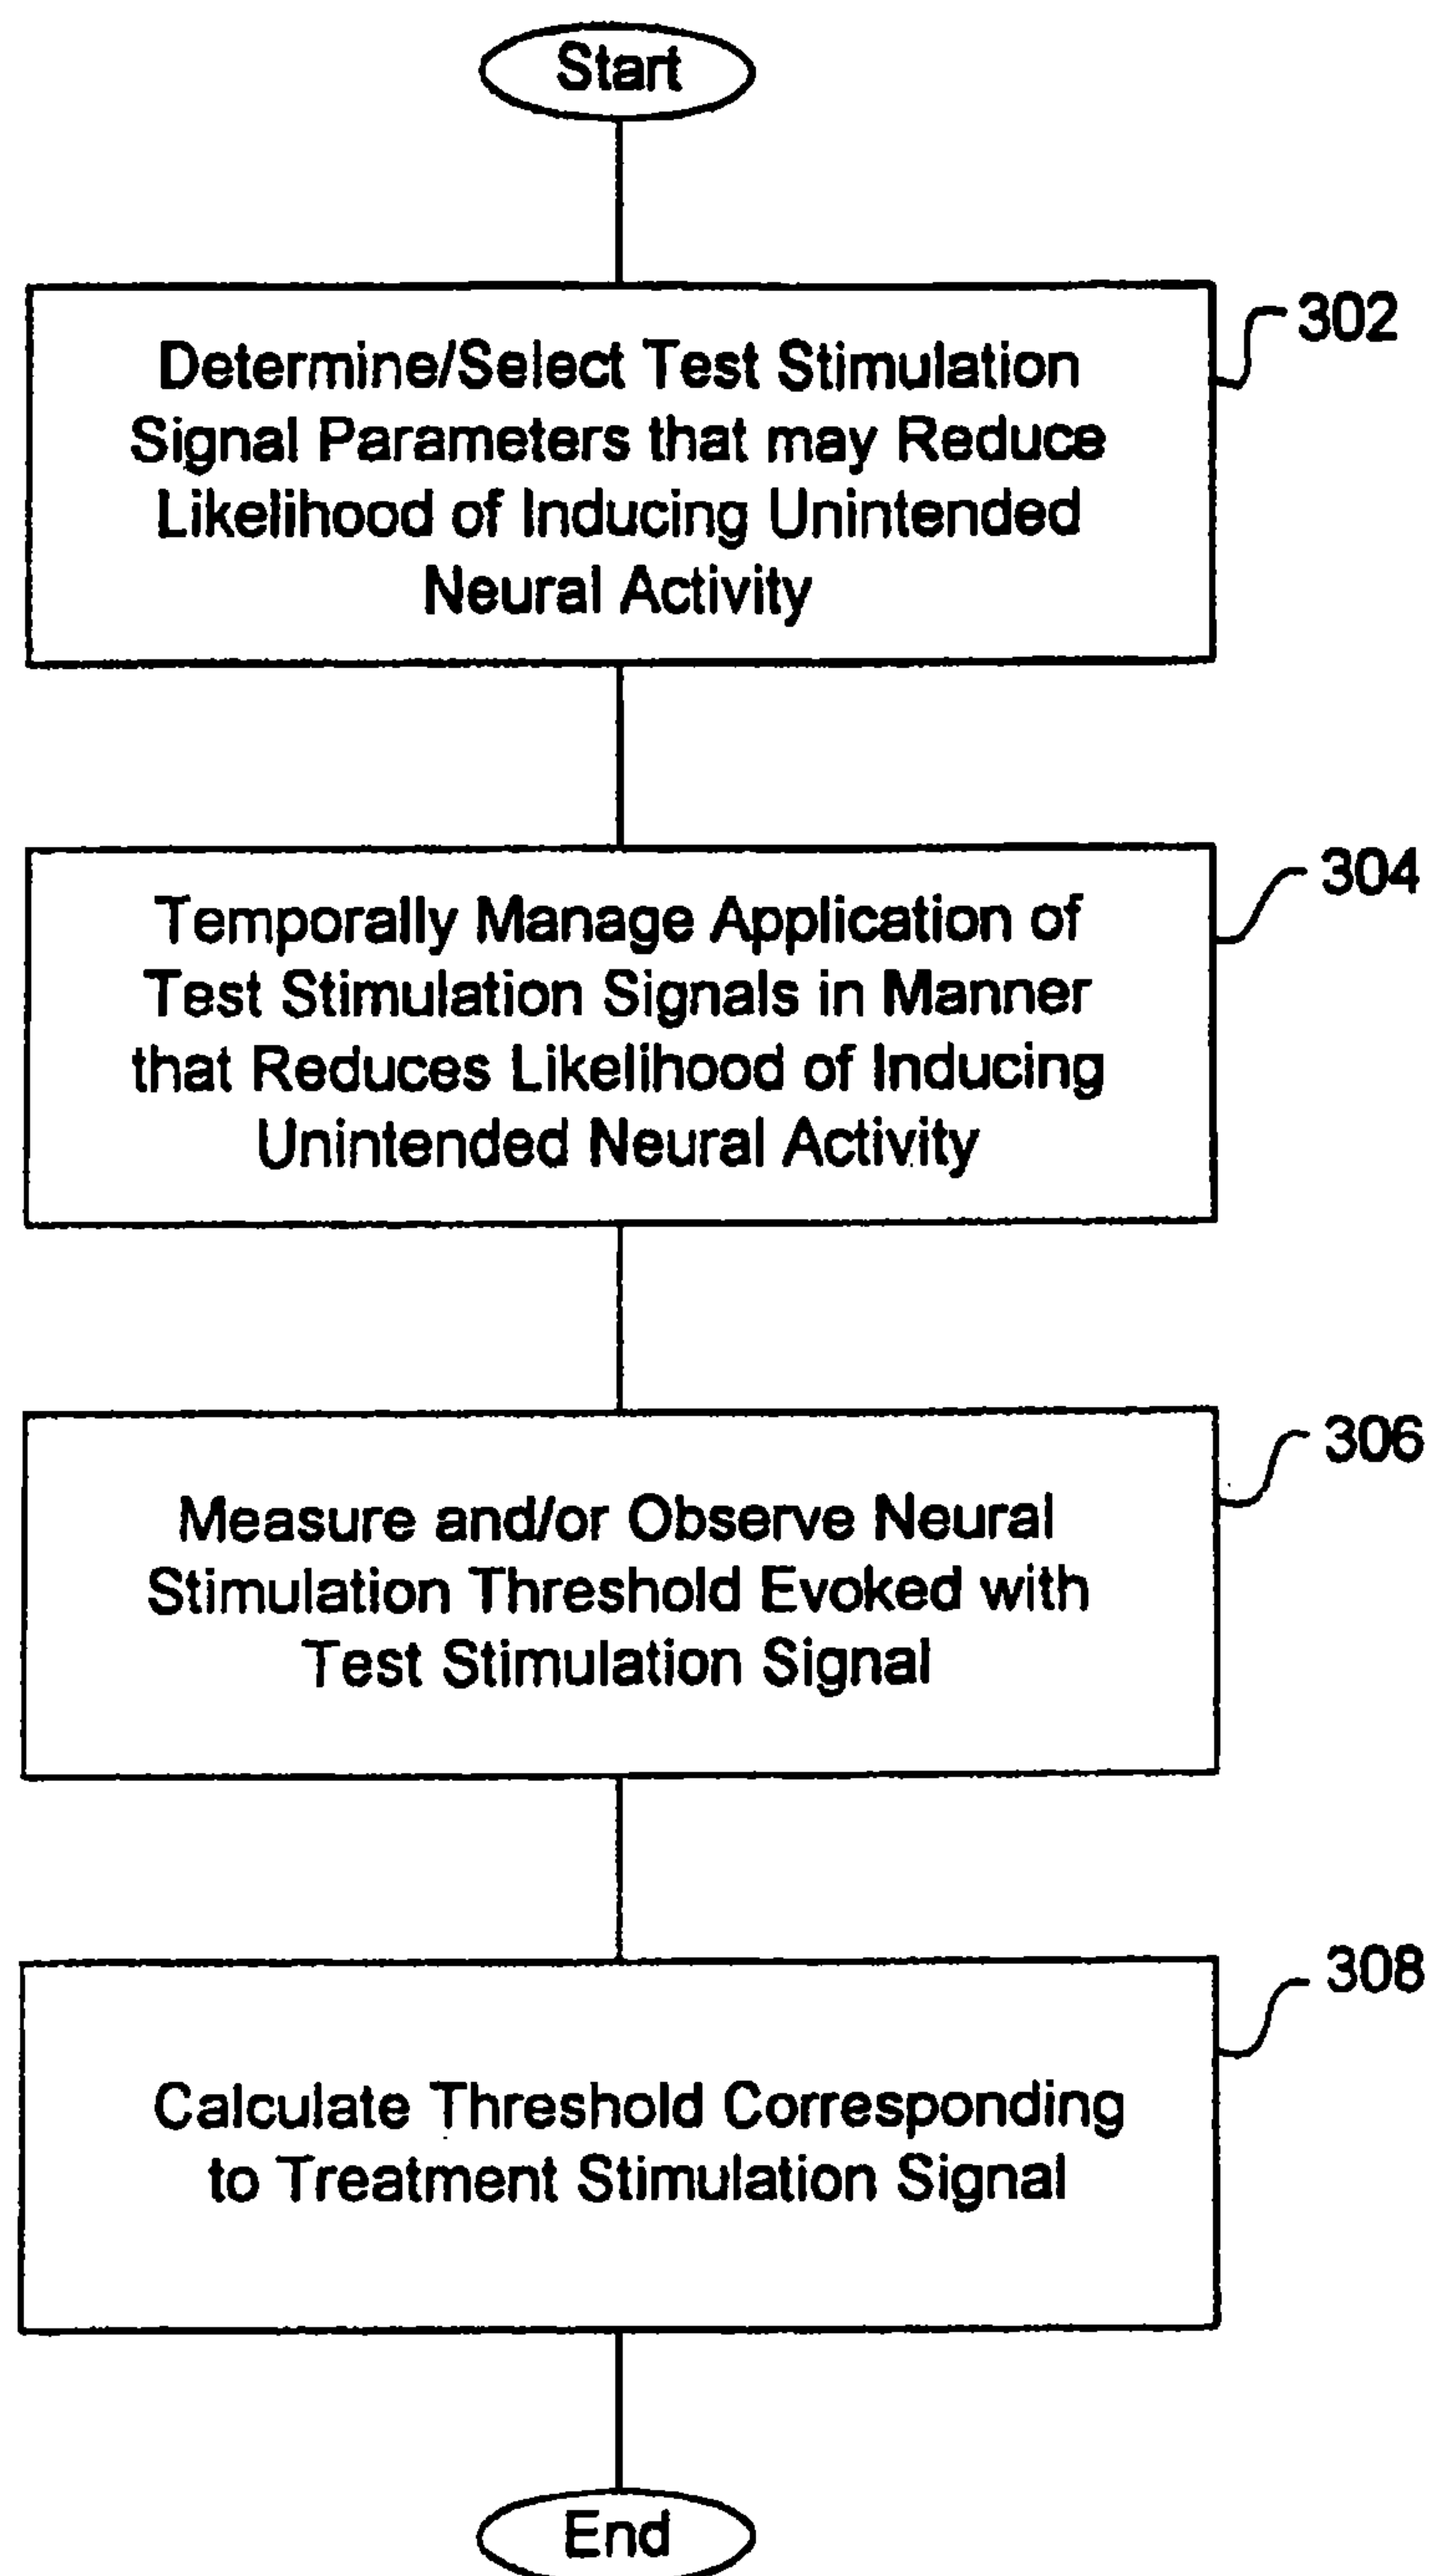 Start
302
Determine/Select Test Stimulation
Signal Parameters that may Reduce
Likelihood of Inducing Unintended
Neural Activity
304
Temporally Manage Application of
Test Stimulation Signals in Manner
that Reduces Likelihood of Inducing
Unintended Neural Activity
306
Measure and/or Observe Neural
Stimulation Threshold Evoked with
Test Stimulation Signal
308
Calculate Threshold Corresponding
to Treatment Stimulation Signal
End